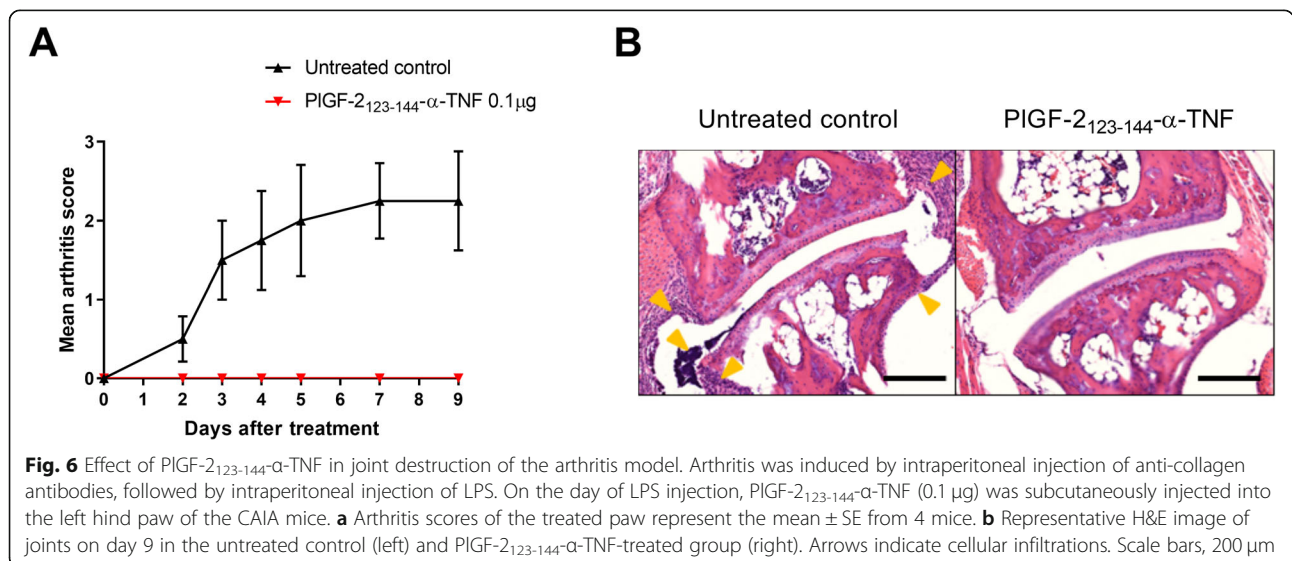 A
Untreated control
PlGF-2₁₂₃₋₁₄₄-α-TNF 0.1μg
Mean arthritis score
3
2
1
0
0 1 2 3 4 5 6 7 8 9
Days after treatment
B
Untreated control PlGF-2₁₂₃₋₁₄₄-α-TNF
Fig. 6 Effect of PlGF-2₁₂₃₋₁₄₄-α-TNF in joint destruction of the arthritis model. Arthritis was induced by intraperitoneal injection of anti-collagen
antibodies, followed by intraperitoneal injection of LPS. On the day of LPS injection, PlGF-2₁₂₃₋₁₄₄-α-TNF (0.1 μg) was subcutaneously injected into
the left hind paw of the CAIA mice. a Arthritis scores of the treated paw represent the mean ± SE from 4 mice. b Representative H&E image of
joints on day 9 in the untreated control (left) and PlGF-2₁₂₃₋₁₄₄-α-TNF-treated group (right). Arrows indicate cellular infiltrations. Scale bars, 200 μm